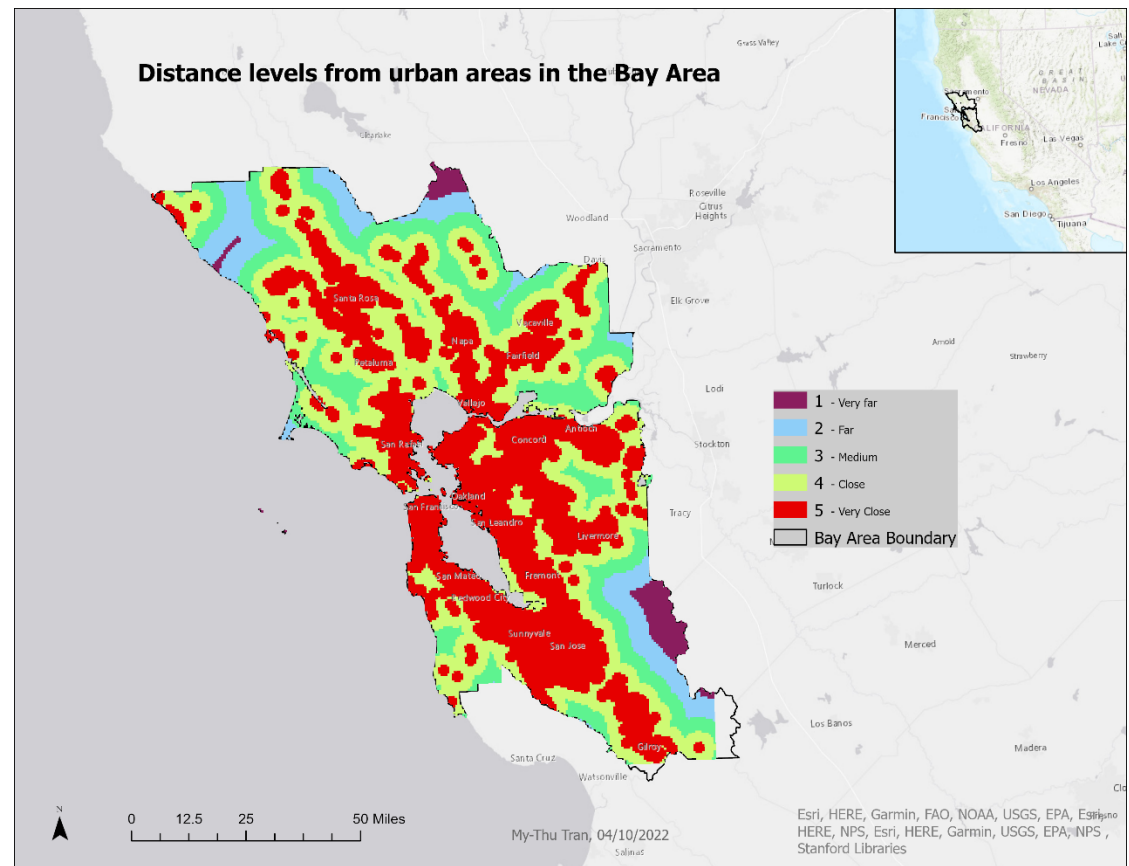 Distance levels from urban areas in the Bay Area
Grass Valley
Clearlake
Roseville
Citrus
Heights
Woodland
Sacramento
Davis
Elk Grove
Santa Rosa
Vacaville
Napa
Fairfield
Petaluma
Arnold
Strawberry
Lodi
Vallejo
Antioch
Concord
San Rafael
Stockton
Oakland
San Francisco
San Leandro
Tracy
Livermore
San Mateo
Fremont
Redwood City
Turlock
Sunnyvale
San Jose
Merced
Los Banos
Gilroy
Madera
Santa Cruz
Watsonville
Salinas
1 - Very far
2 - Far
3 - Medium
4 - Close
5 - Very Close
Bay Area Boundary
Salt
Lake C
GREAT
BASIN
NEVADA
Sacramento
Francisco
CALIFORNIA
Fresno
Las Vegas
Los Angeles
San Diego
Tijuana
N
0 12.5 25 50 Miles
My-Thu Tran, 04/10/2022
Esri, HERE, Garmin, FAO, NOAA, USGS, EPA, Esri,
HERE, NPS, Esri, HERE, Garmin, USGS, EPA, NPS ,
Stanford Libraries